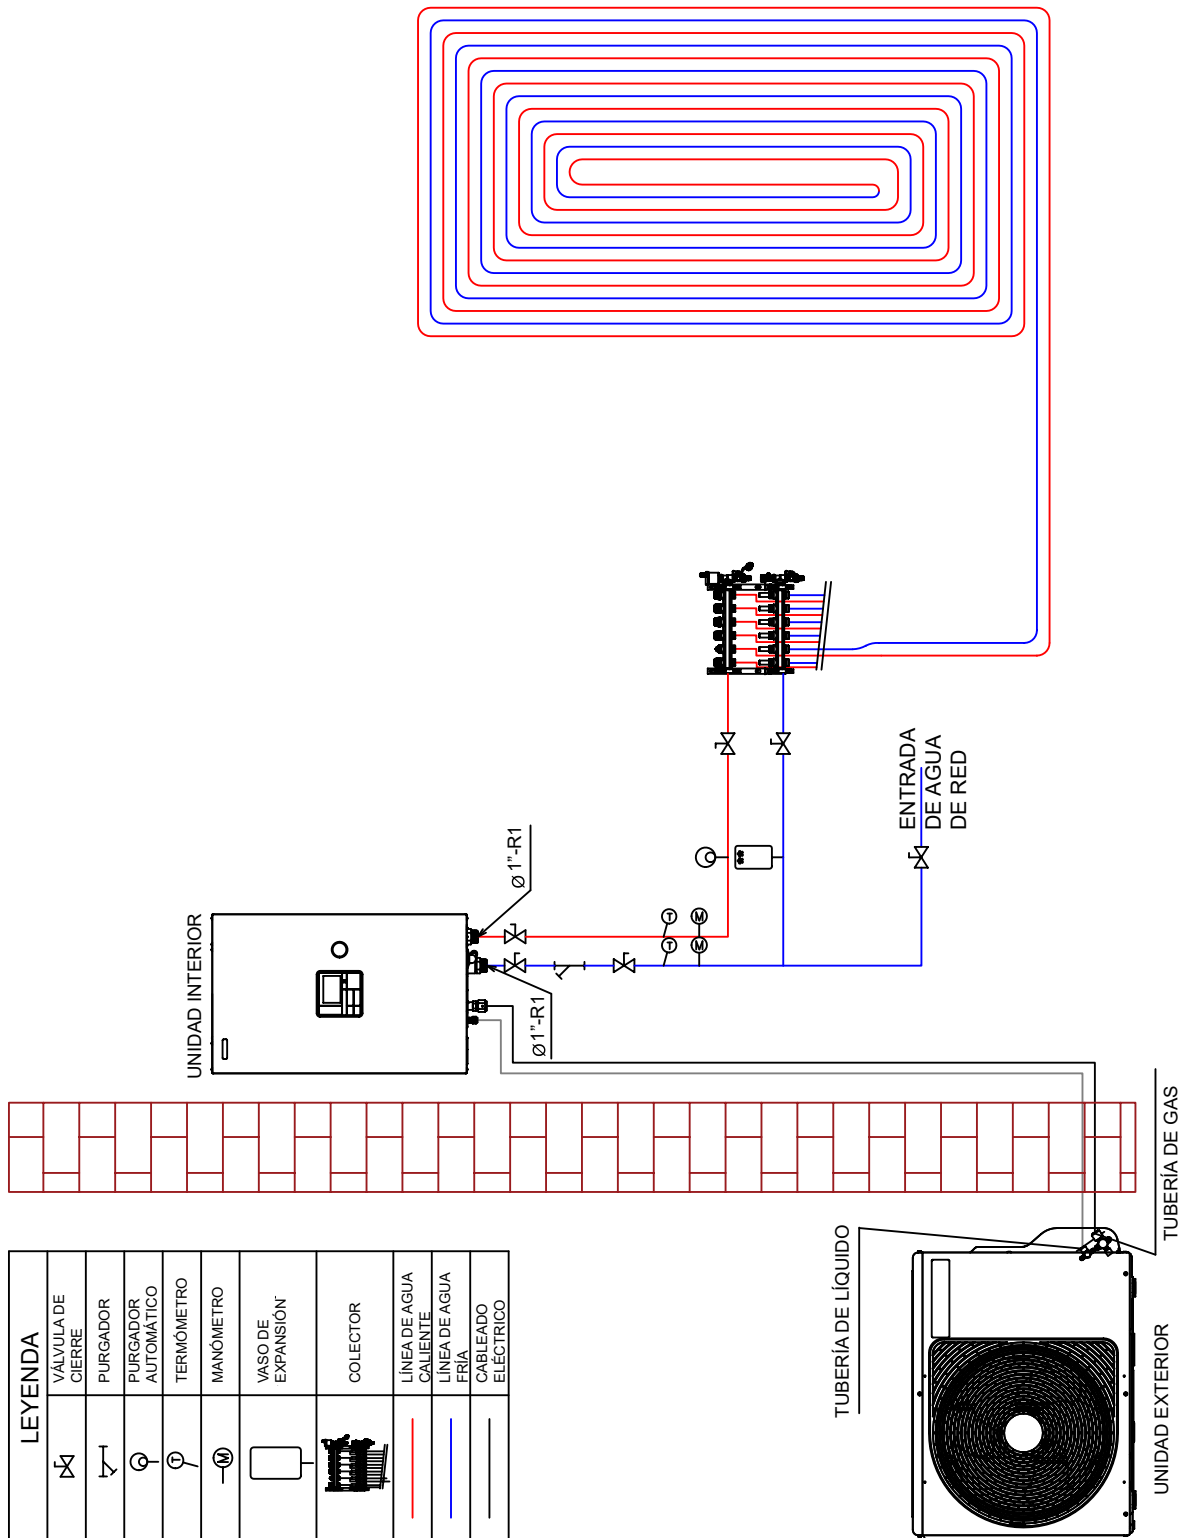 LEYENDA
VÁLVULA DE
CIERRE
PURGADOR
PURGADOR
AUTOMÁTICO
T
TERMÓMETRO
M
MANÓMETRO
VASO DE
EXPANSIÓN
COLECTOR
LÍNEA DE AGUA
CALIENTE
LÍNEA DE AGUA
FRÍA
CABLEADO
ELÉCTRICO
UNIDAD EXTERIOR
TUBERÍA DE LÍQUIDO
TUBERÍA DE GAS
UNIDAD INTERIOR
Ø1"-R1
Ø 1"-R1
T
M
T
M
ENTRADA
DE AGUA
DE RED